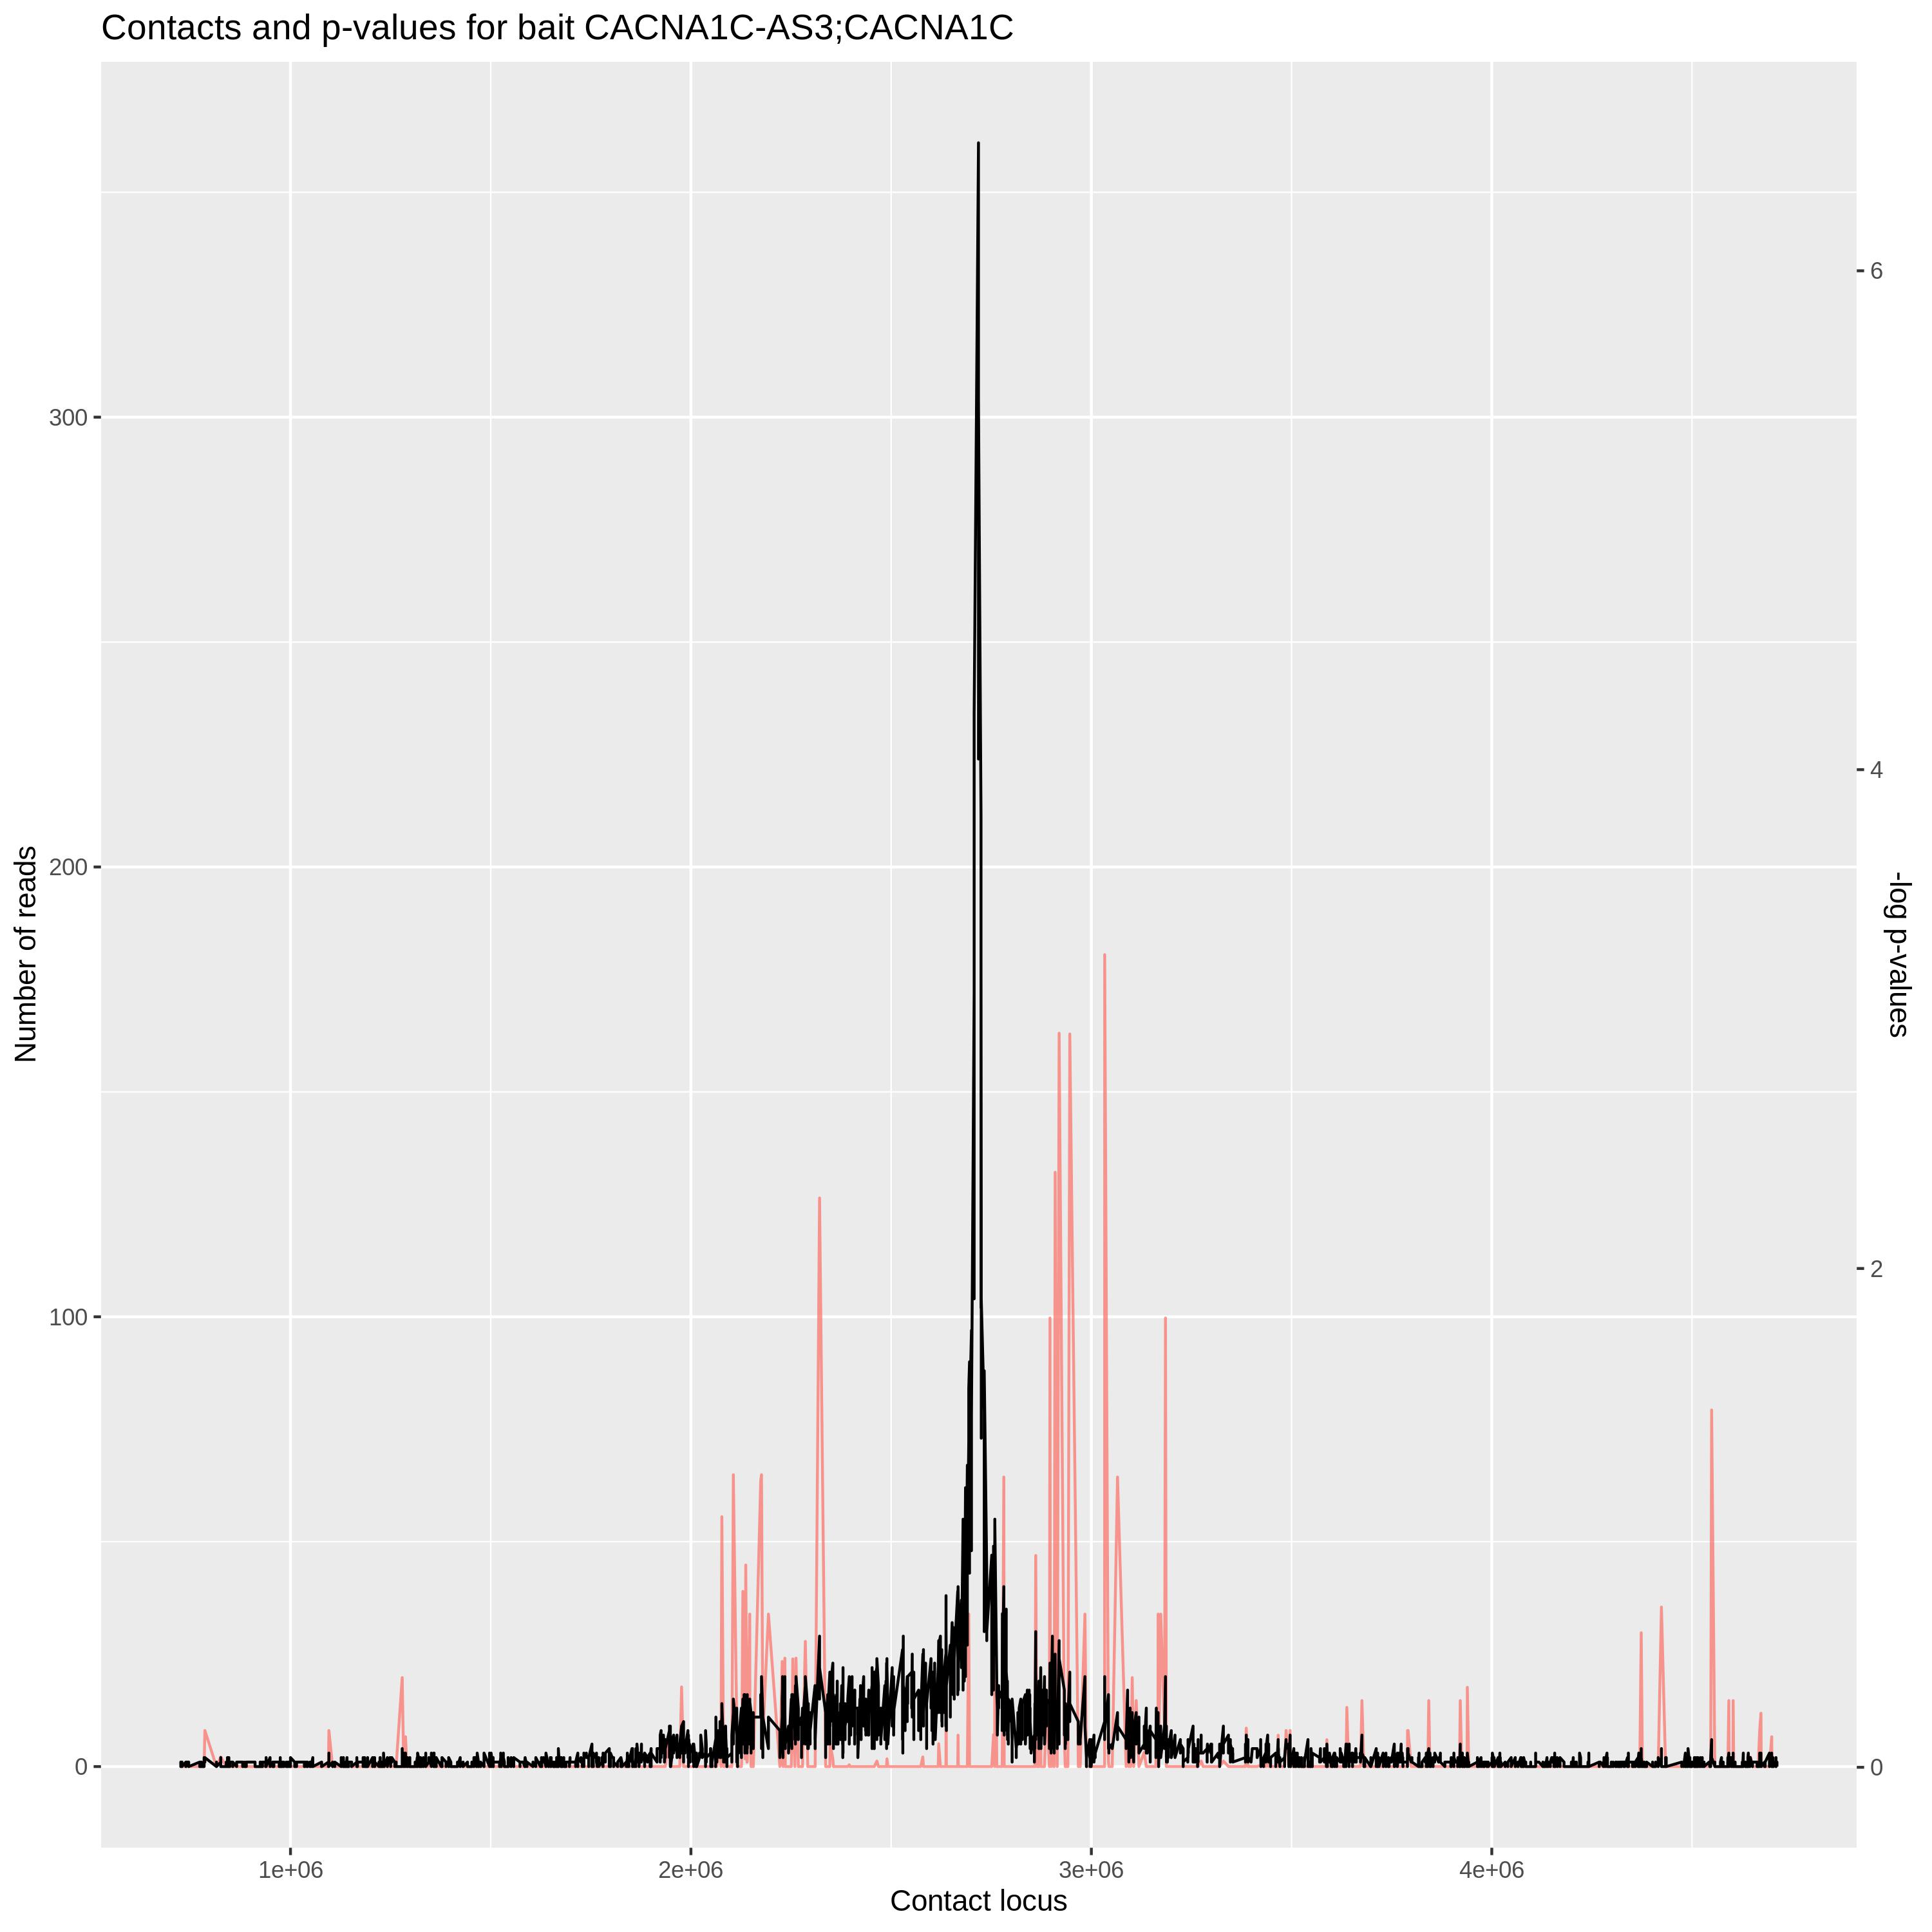 Contacts and p-values for bait CACNA1C-AS3;CACNA1C
300
200
100
0
Number of reads
6
4
2
0
-log p-values
1e+06
2e+06
3e+06
4e+06
Contact locus